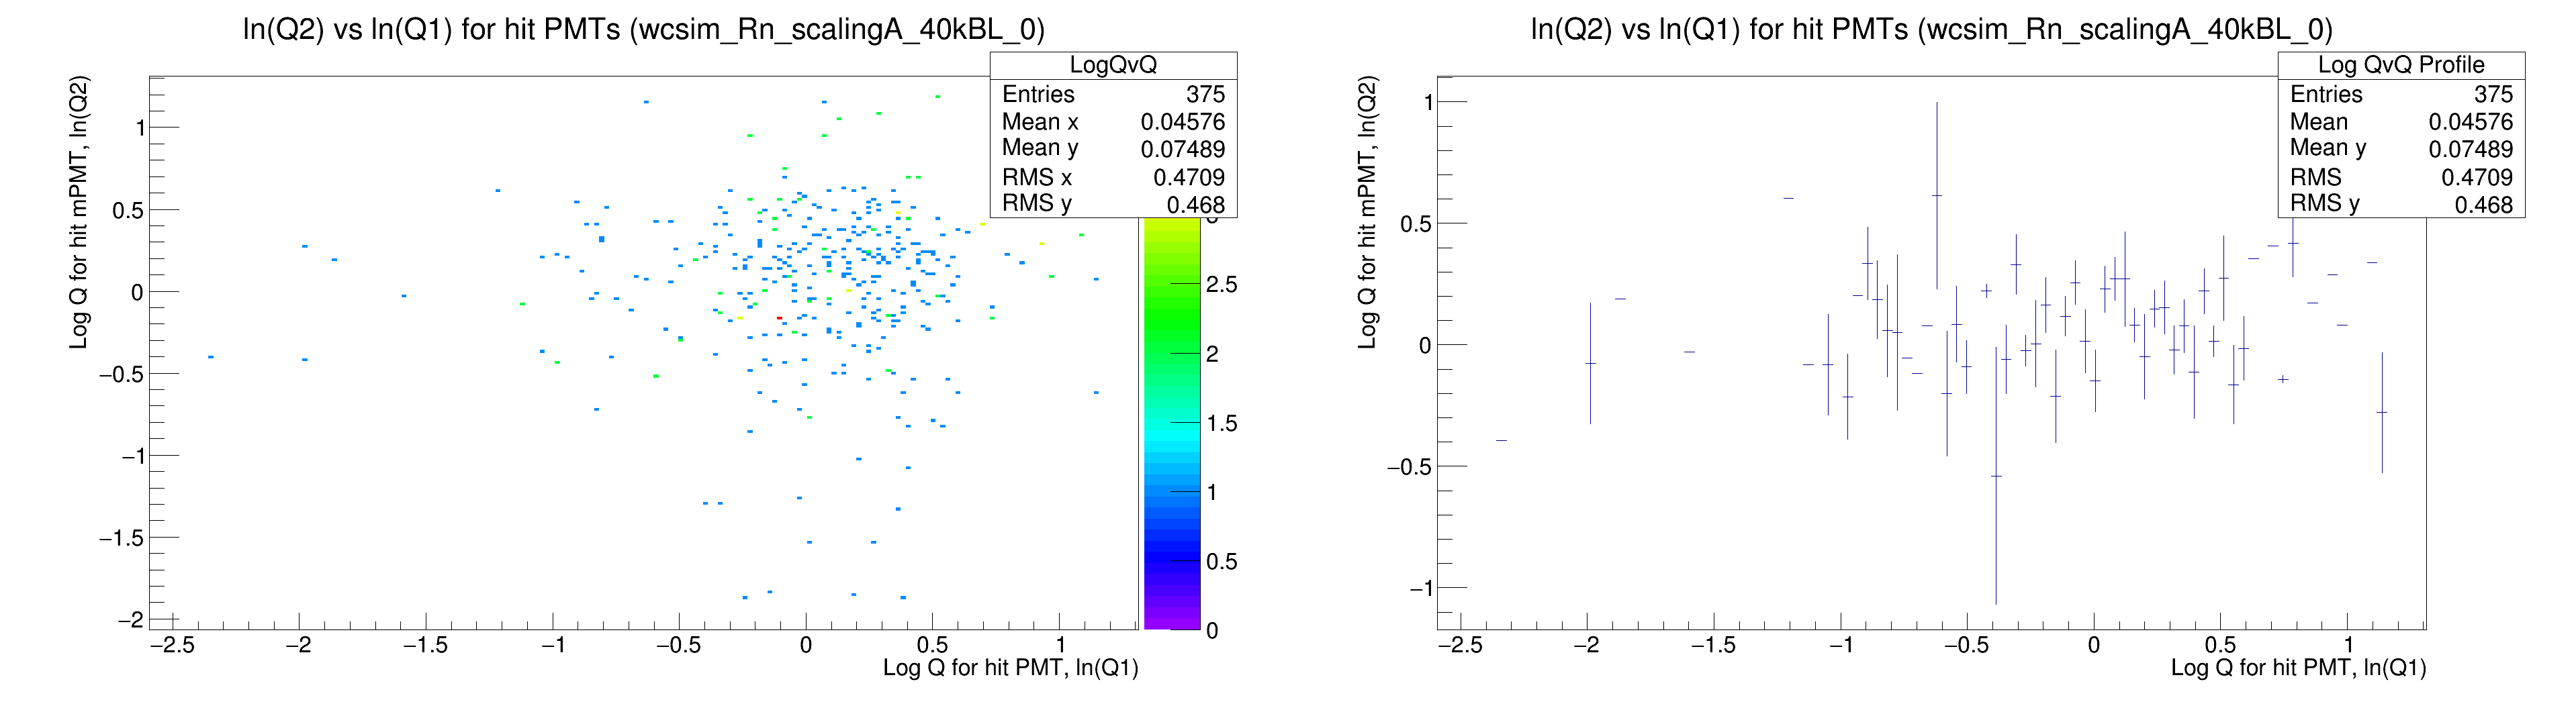 ln(Q2) vs ln(Q1) for hit PMTs (wcsim_Rn_scalingA_40kBL_0)
LogQvQ
Entries 375
Mean x 0.04576
Mean y 0.07489
RMS x 0.4709
RMS y 0.468
Log Q for hit mPMT, ln(Q2)
1
0.5
0
−0.5
−1
−1.5
−2
−2.5
−2
−1.5
−1
−0.5
0
0.5
1
Log Q for hit PMT, ln(Q1)
2.5
2
1.5
1
0.5
0
ln(Q2) vs ln(Q1) for hit PMTs (wcsim_Rn_scalingA_40kBL_0)
Log QvQ Profile
Entries 375
Mean 0.04576
Mean y 0.07489
RMS 0.4709
RMS y 0.468
Log Q for hit mPMT, ln(Q2)
1
0.5
0
−0.5
−1
−2.5
−2
−1.5
−1
−0.5
0
0.5
1
Log Q for hit PMT, ln(Q1)